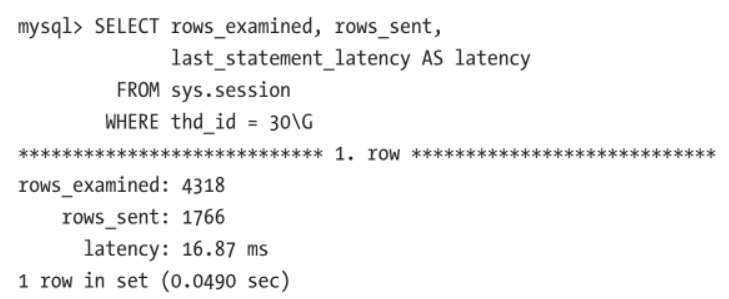 mysql> SELECT rows_examined, rows_sent,
              last_statement_latency AS latency
         FROM sys.session
        WHERE thd_id = 30\G
*************************** 1. row ***************************
rows_examined: 4318
    rows_sent: 1766
      latency: 16.87 ms
1 row in set (0.0490 sec)